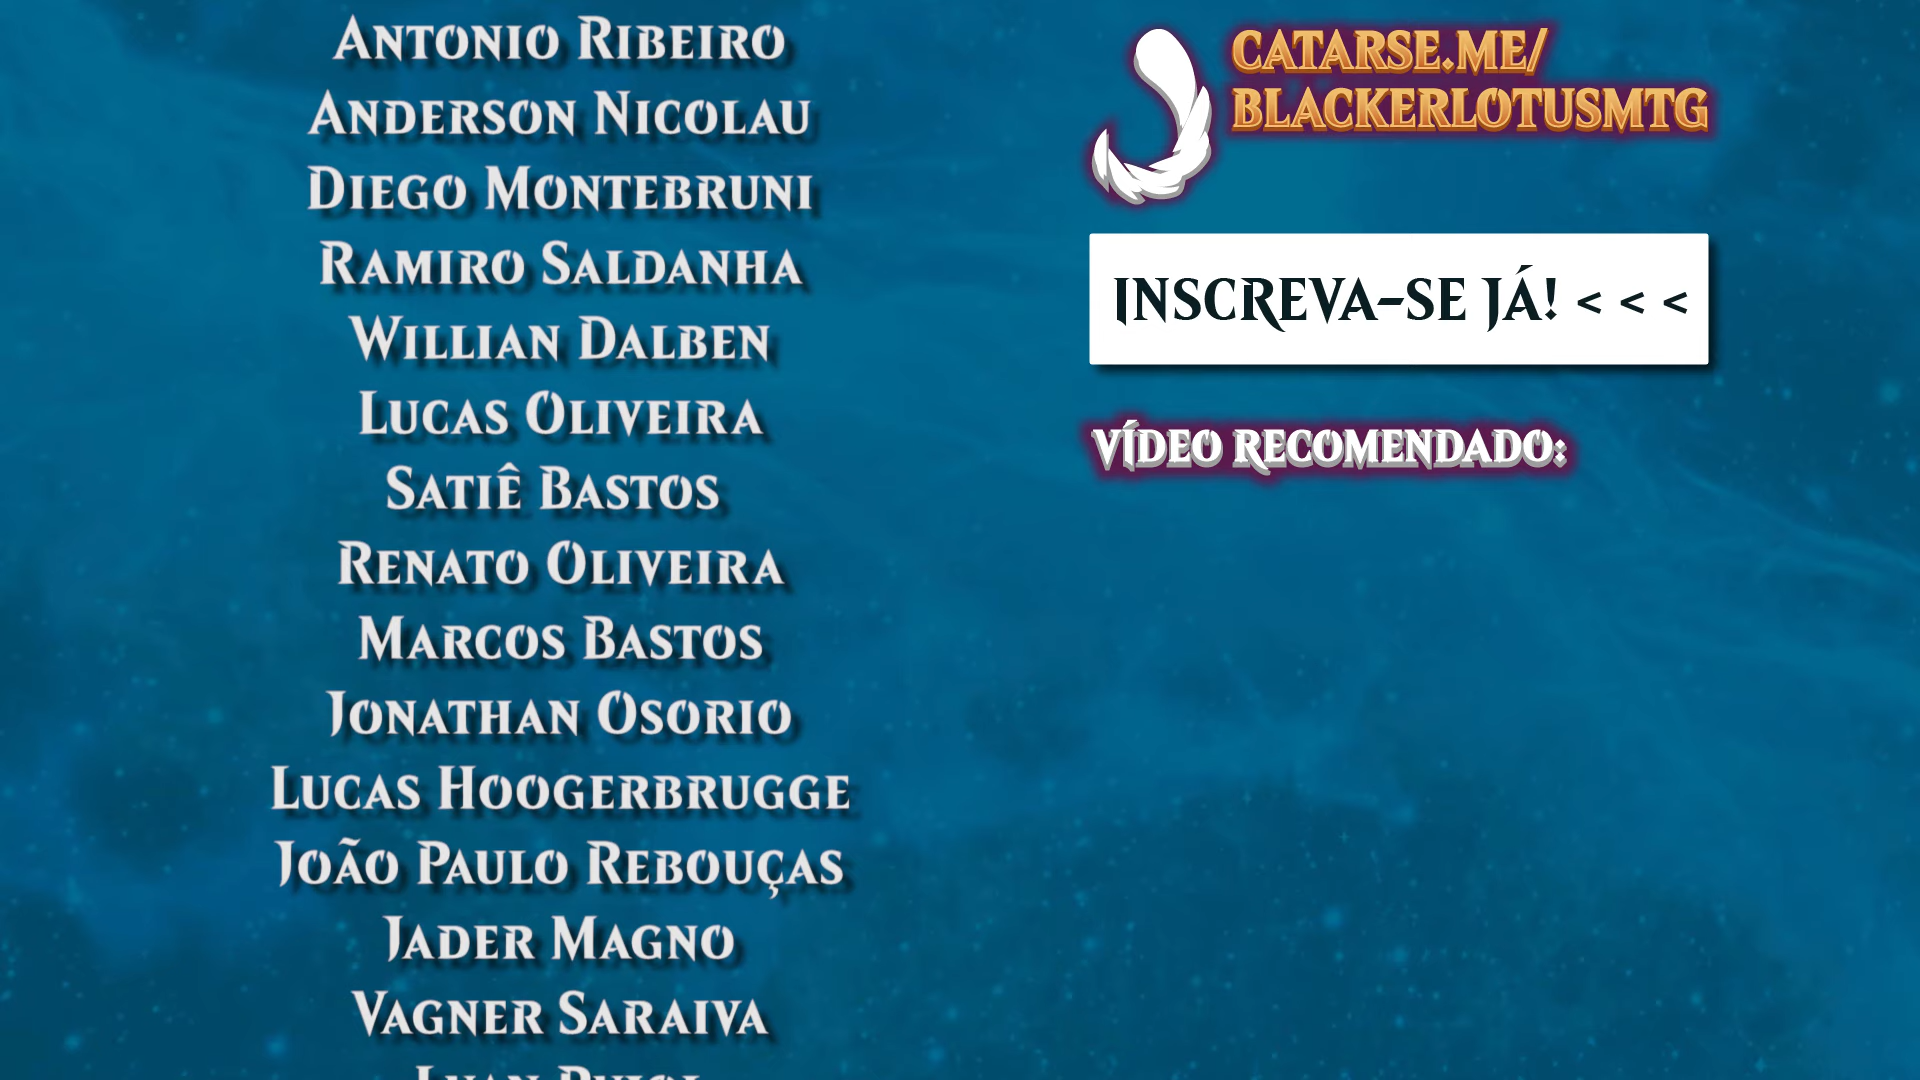 Antonio Ribeiro
Anderson Nicolau
Diego Montebruni
Ramiro Saldanha
Willian Dalben
Lucas Oliveira
Satiê Bastos
Renato Oliveira
Marcos Bastos
Jonathan Osorio
Lucas Hoogerbrugge
João Paulo Rebouças
Jader Magno
Vagner Saraiva
CATARSE.ME/
BLACKERLOTUSMTG
INSCREVA-SE JÁ! < < <
VÍDEO RECOMENDADO: